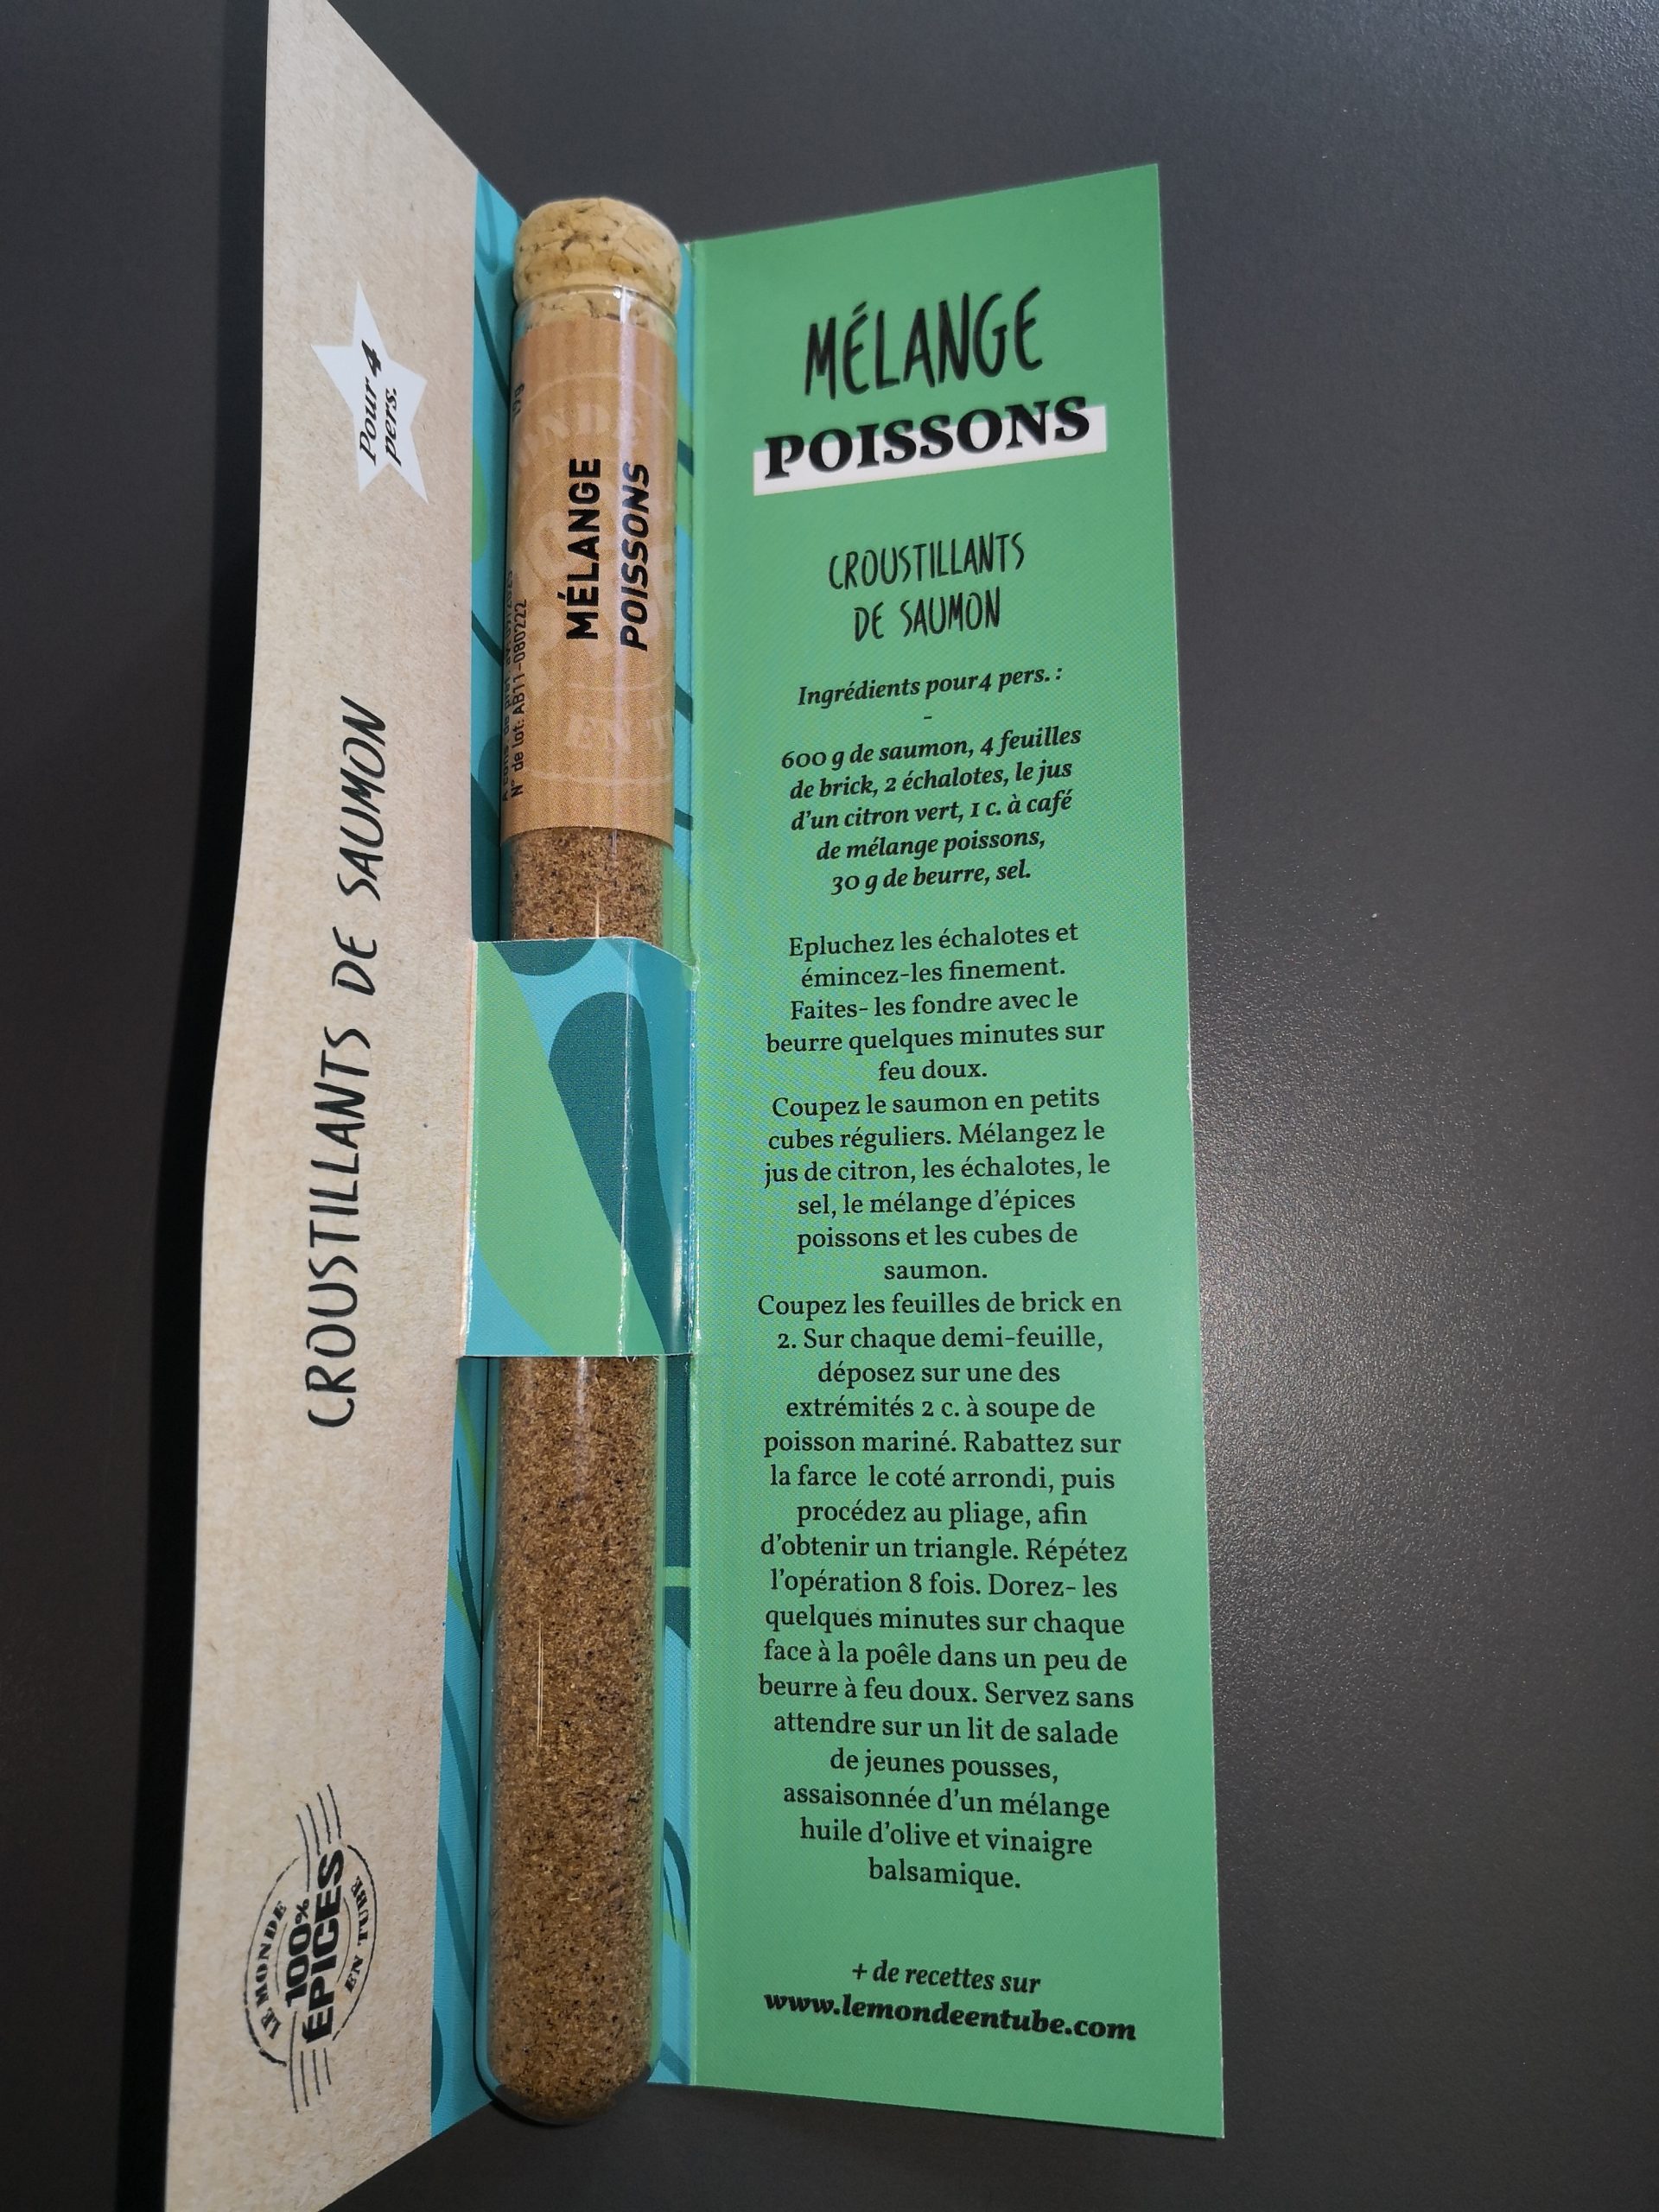 Pour 4
pers.
CROUSTILLANTS DE SAUMON
LE MONDE
100%
ÉPICES
EN TUBE
N° de lot: AB11-080222
MÉLANGE
POISSONS
MÉLANGE
POISSONS
CROUSTILLANTS
DE SAUMON
Ingrédients pour4 pers. :
-
600 g de saumon, 4 feuilles
de brick, 2 échalotes, le jus
d'un citron vert, 1 c. à café
de mélange poissons,
30 g de beurre, sel.
Epluchez les échalotes et
émincez-les finement.
Faites- les fondre avec le
beurre quelques minutes sur
feu doux.
Coupez le saumon en petits
cubes réguliers. Mélangez le
jus de citron, les échalotes, le
sel, le mélange d'épices
poissons et les cubes de
saumon.
Coupez les feuilles de brick en
2. Sur chaque demi-feuille,
déposez sur une des
extrémités 2 c. à soupe de
poisson mariné. Rabattez sur
la farce le coté arrondi, puis
procédez au pliage, afin
d'obtenir un triangle. Répétez
l'opération 8 fois. Dorez- les
quelques minutes sur chaque
face à la poêle dans un peu de
beurre à feu doux. Servez sans
attendre sur un lit de salade
de jeunes pousses,
assaisonnée d'un mélange
huile d'olive et vinaigre
balsamique.
+ de recettes sur
www.lemondeentube.com